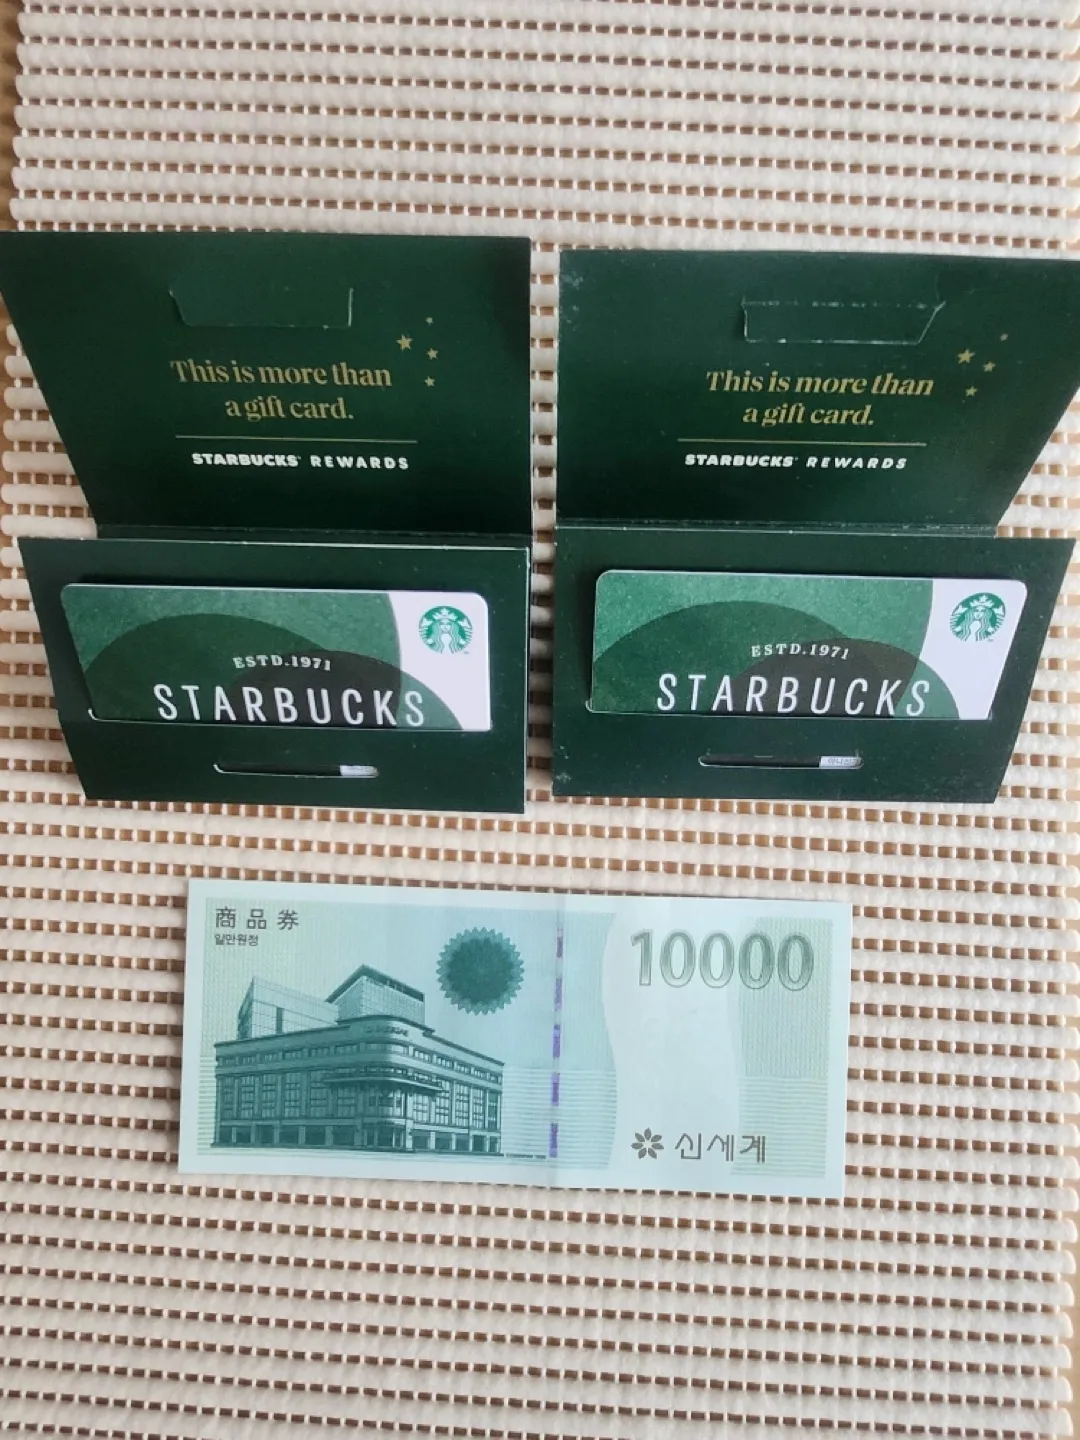 This is more than
a gift card.
STARBUCKS REWARDS
ESTD.1971
STARBUCKS
This is more than
a gift card.
STARBUCKS REWARDS
ESTD.1971
STARBUCKS
商品券
일만원정
10000
신세계